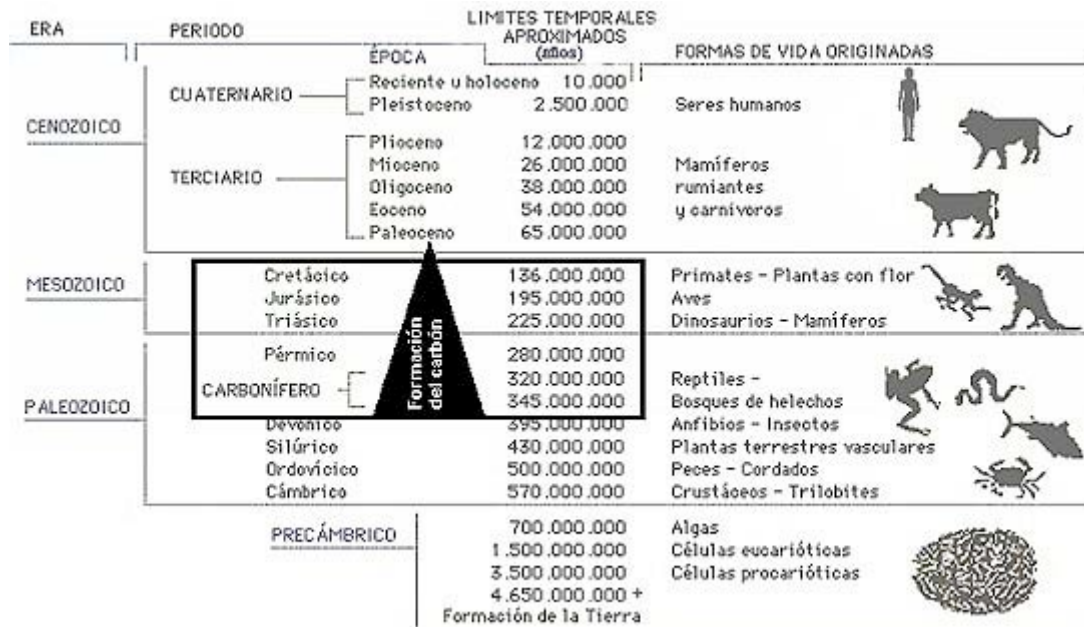 LIMITES TEMPORALES
ERA PERIODO APROXIMADOS
ÉPOCA (años) FORMAS DE VIDA ORIGINADAS
Reciente u holoceno 10.000
CUATERNARIO
Pleistoceno 2.500.000 Seres humanos
CENOZOICO
Plioceno 12.000.000
Mioceno 26.000.000 Mamíferos
TERCIARIO Oligoceno 38.000.000 rumiantes
Eoceno 54.000.000 y carnívoros
Paleoceno 65.000.000
MESOZOICO Cretácico 136.000.000 Primates - Plantas con flor
Jurásico 195.000.000 Aves
Triásico 225.000.000 Dinosaurios - Mamíferos
Formación
del carbón
Pérmico 280.000.000
CARBONÍFERO 320.000.000 Reptiles -
PALEOZOICO 345.000.000 Bosques de helechos
Devónico 395.000.000 Anfibios - Insectos
Silúrico 430.000.000 Plantas terrestres vasculares
Ordovícico 500.000.000 Peces - Cordados
Cámbrico 570.000.000 Crustáceos - Trilobites
PRECÁMBRICO 700.000.000 Algas
1.500.000.000 Células eucarióticas
3.500.000.000 Células procarióticas
4.650.000.000 +
Formación de la Tierra